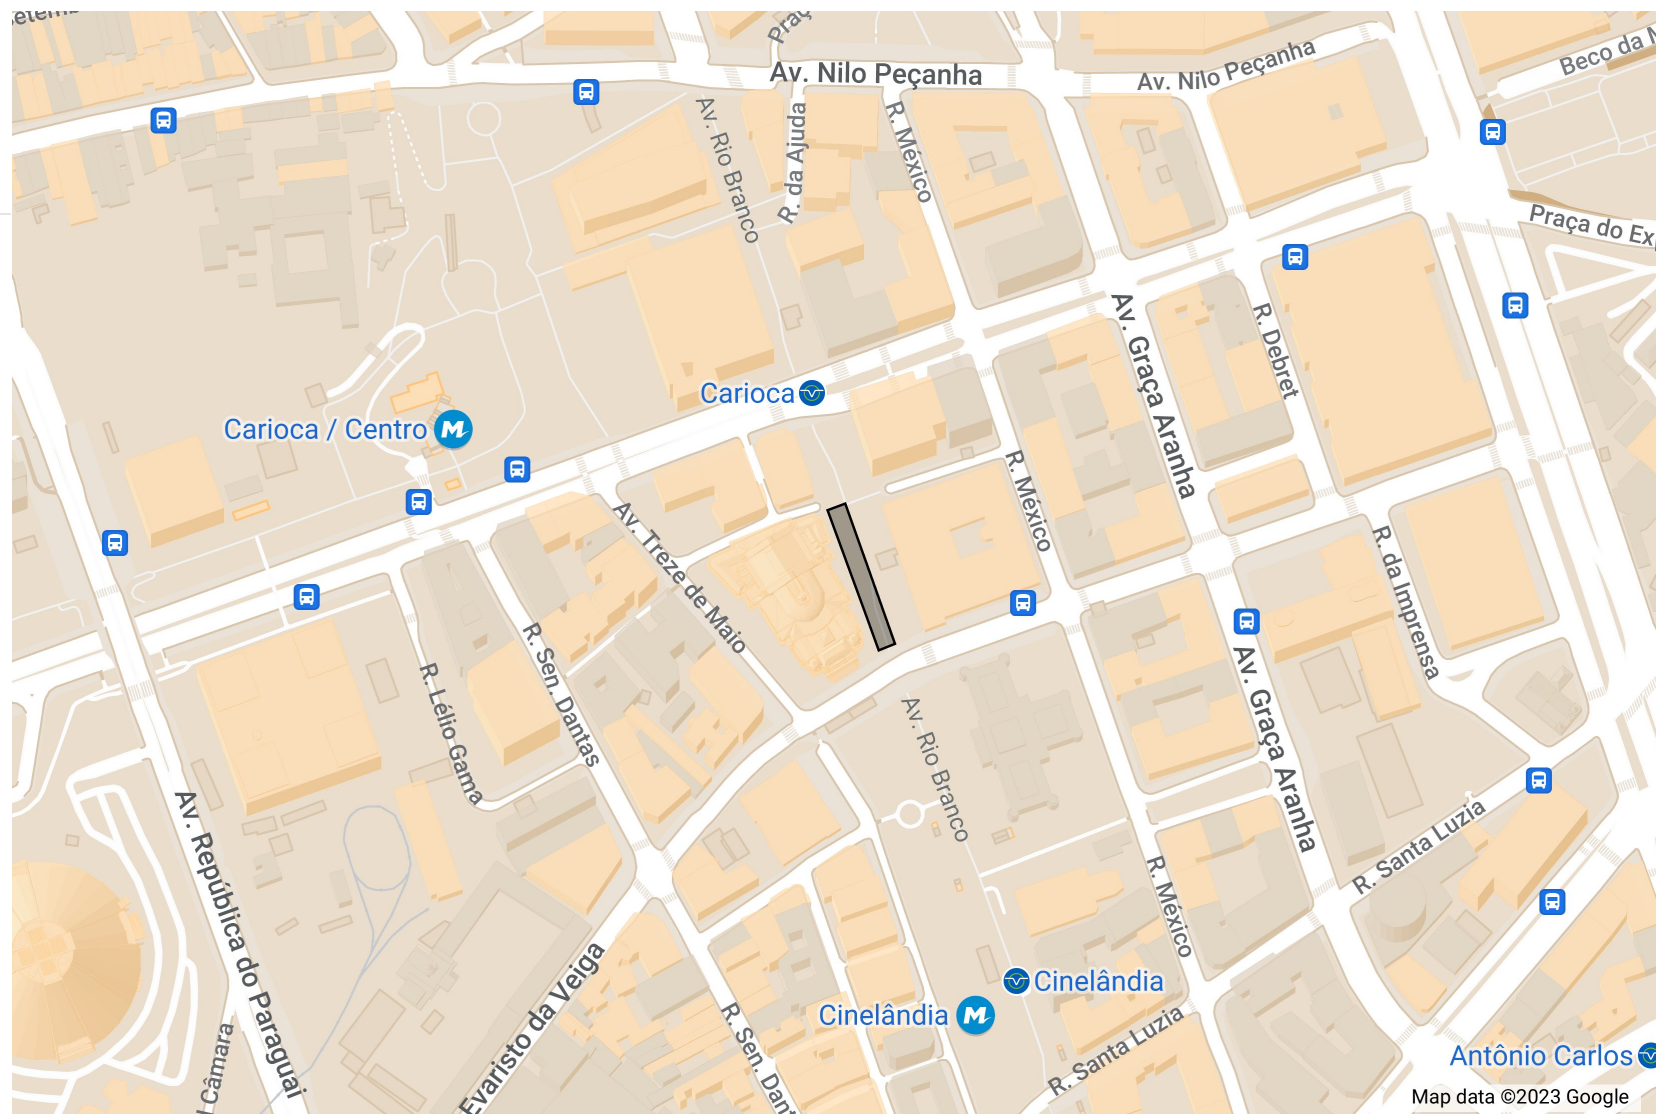 Av. Nilo Peçanha
Av. Nilo Peçanha
Beco da
Av. Rio Branco
R. da Ajuda
R. México
Praça do
Av. Graça Aranha
R. Debret
Carioca
Carioca / Centro
R. México
Av. Treze de Maio
R. da Imprensa
R. Sen. Dantas
R. Lélio Gama
Av. Graça Aranha
Av. Rio Branco
Av. República do Paraguai
R. Santa Luzia
R. México
Evaristo da Veiga
Cinelândia
Cinelândia
R. Sen.
R. Santa Luzia
Câmara
Antônio Carlos
Map data ©2023 Google